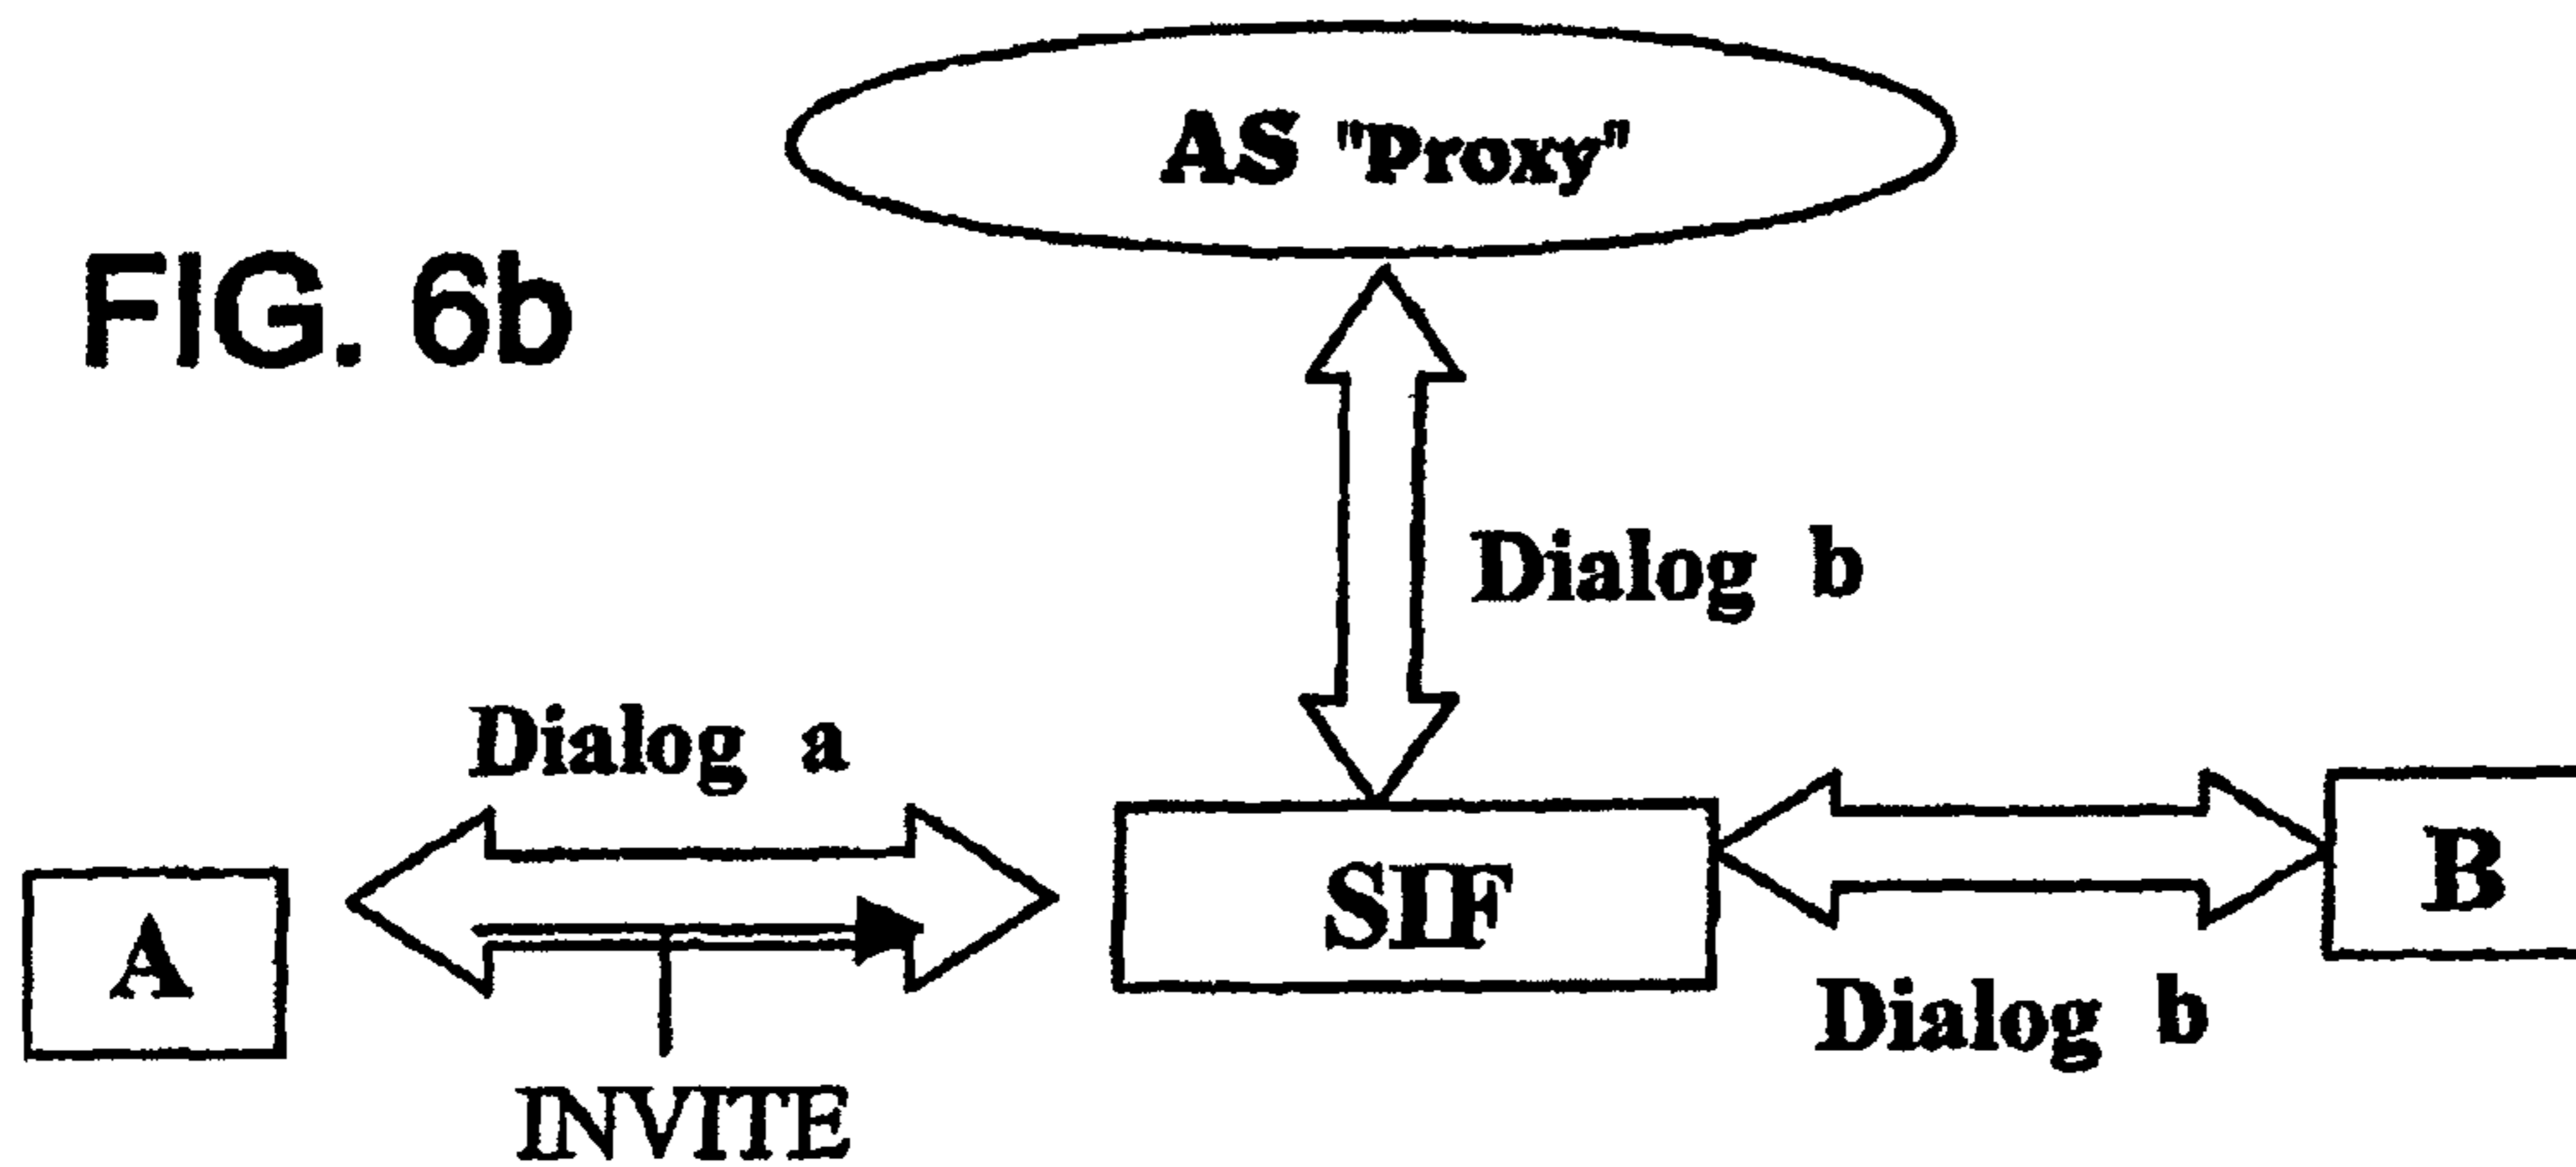 AS "Proxy"
FIG. 6b
Dialog b
Dialog a
A
SIF
B
Dialog b
INVITE